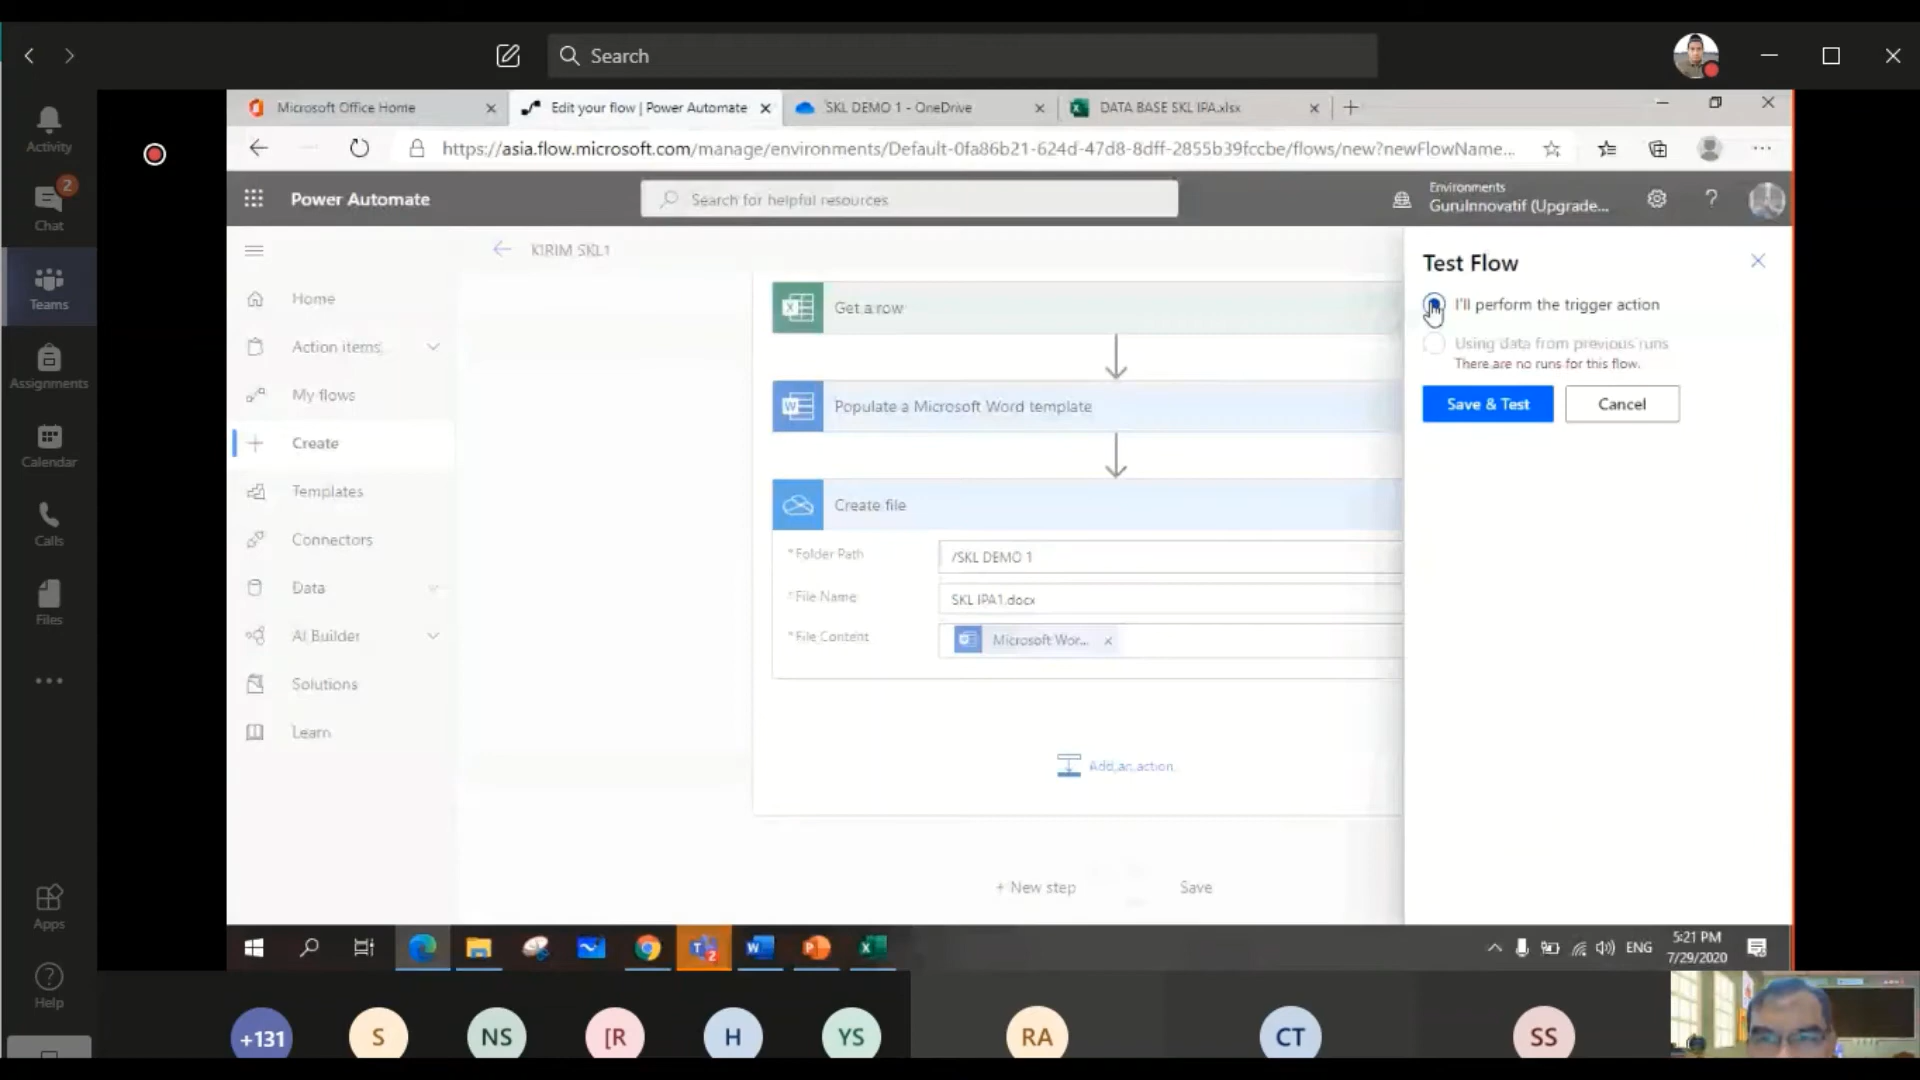 Search
Activity
2
Chat
Teams
Assignments
Calendar
Calls
Files
Apps
Help
Microsoft Office Home
Edit your flow | Power Automate
SKL DEMO 1 - OneDrive
DATA BASE SKL IPA.xlsx
https://asia.flow.microsoft.com/manage/environments/Default-0fa86b21-624d-47d8-8dff-2855b39fccbe/flows/new?newFlowName...
Power Automate
Search for helpful resources
Environments
GuruInnovatif (Upgrade...
?
KIRIM SKL1
Home
Action items
My flows
Create
Templates
Connectors
Data
AI Builder
Solutions
Learn
Get a row
Populate a Microsoft Word template
Create file
*Folder Path
/SKL DEMO 1
*File Name
SKL IPA1.docx
*File Content
Microsoft Wor...
Add an action
+ New step
Save
Test Flow
I'll perform the trigger action
Using data from previous runs
There are no runs for this flow.
Save & Test
Cancel
ENG
5:21 PM
7/29/2020
+131
S
NS
[R
H
YS
RA
CT
SS